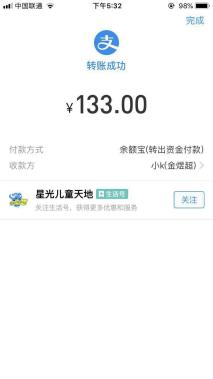 中国联通 下午5:32
完成
支
转账成功
¥133.00
付款方式 余额宝(转出资金付款)
收款方 小k(金煜超)
星光儿童天地 生活号 关注
关注生活号，获得更多优惠和服务